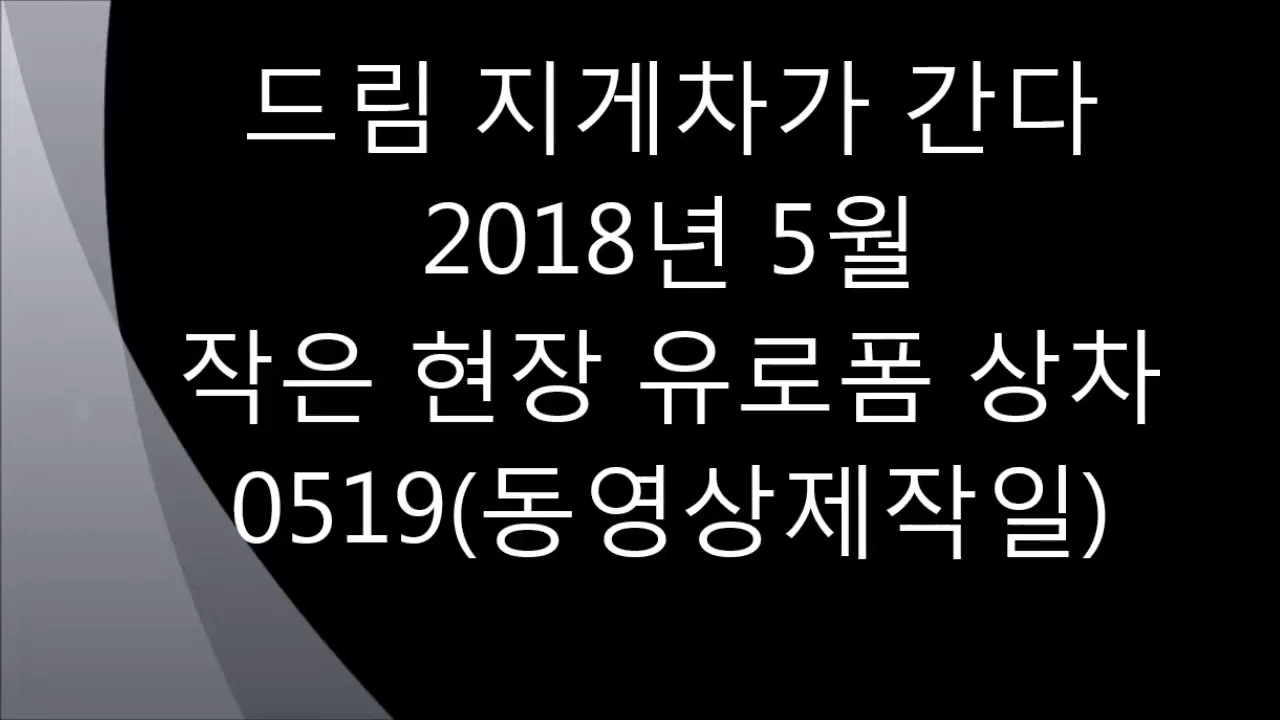 드림 지게차가 간다
2018년 5월
작은 현장 유로폼 상차
0519(동영상제작일)